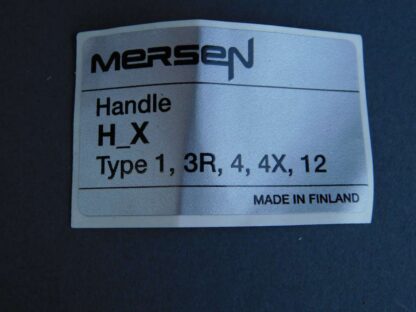 MERSEN
Handle
H_X
Type 1, 3R, 4, 4X, 12
MADE IN FINLAND